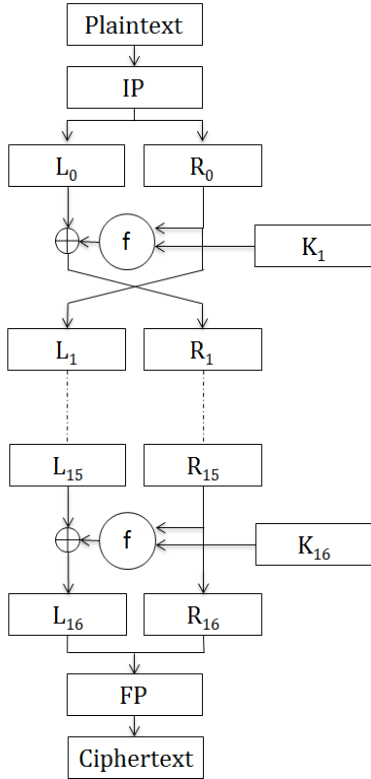 Plaintext
IP
L₀ R₀
f
K₁
L₁ R₁
L₁₅ R₁₅
f
K₁₆
L₁₆ R₁₆
FP
Ciphertext